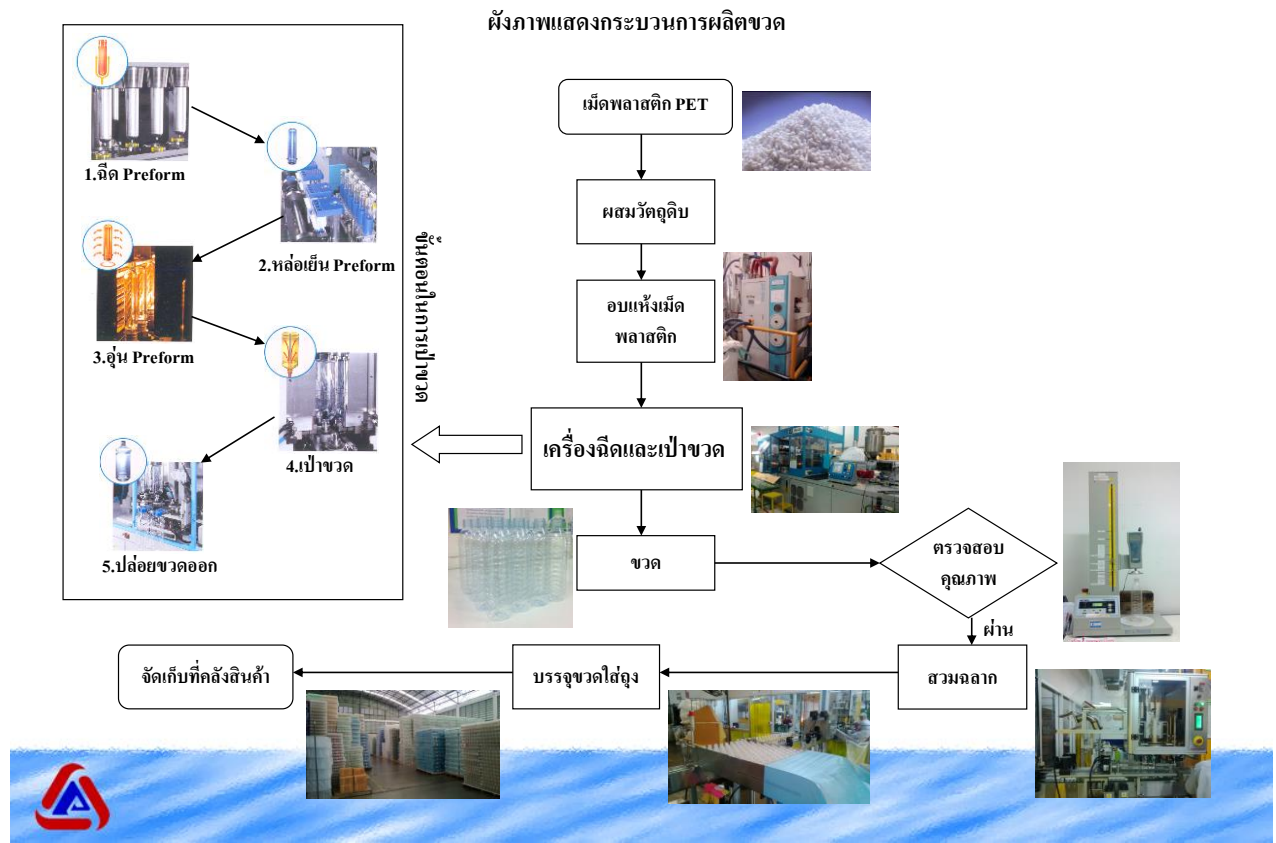 ผังภาพแสดงกระบวนการผลิตขวด
1.ฉีด Preform
2.หล่อเย็น Preform
3.อุ่น Preform
4.เป่าขวด
5.ปล่อยขวดออก
ขั้นตอนในการเป่าขวด
เม็ดพลาสติก PET
ผสมวัตถุดิบ
อบแห้งเม็ด
พลาสติก
เครื่องฉีดและเป่าขวด
ขวด
ตรวจสอบ
คุณภาพ
ผ่าน
สวมฉลาก
บรรจุขวดใส่ถุง
จัดเก็บที่คลังสินค้า